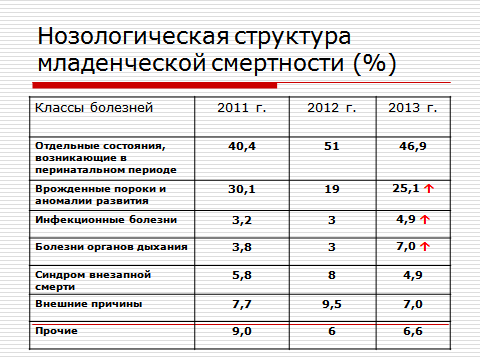 Нозологическая структура
младенческой смертности (%)
Классы болезней 2011 г. 2012 г. 2013 г.
Отдельные состояния,
возникающие в
перинатальном периоде 40,4 51 46,9
Врожденные пороки и
аномалии развития 30,1 19 25,1 ↑
Инфекционные болезни 3,2 3 4,9 ↑
Болезни органов дыхания 3,8 3 7,0 ↑
Синдром внезапной
смерти 5,8 8 4,9
Внешние причины 7,7 9,5 7,0
Прочие 9,0 6 6,6